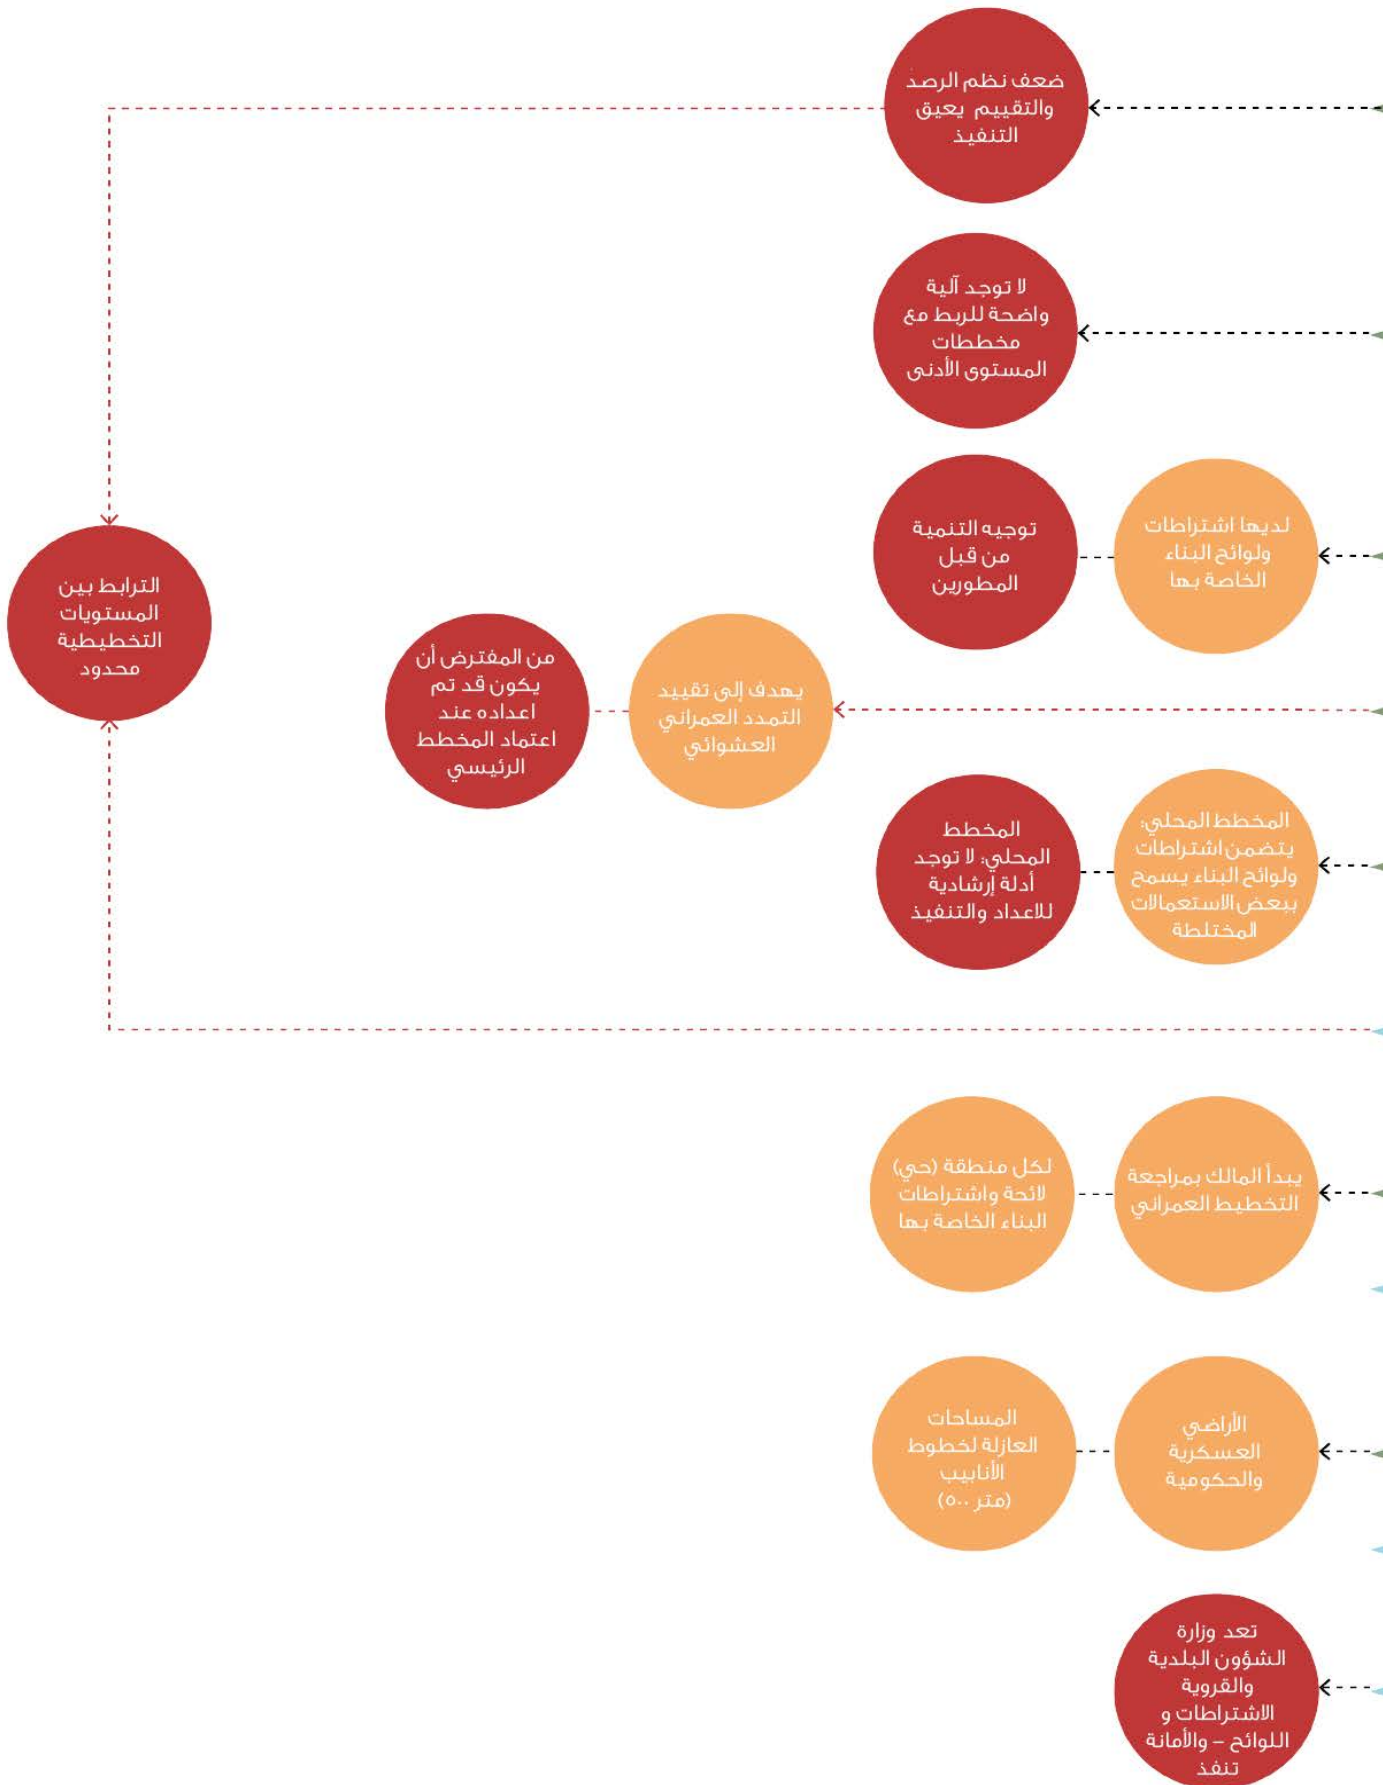 ضعف نظم الرصد
والتقييم يعيق
التنفيذ
لا توجد آلية
واضحة للربط مع
مخططات
المستوى الأدنى
لديها اشتراطات
ولوائح البناء
الخاصة بها
توجيه التنمية
من قبل
المطورين
الترابط بين
المستويات
التخطيطية
محدود
يهدف إلى تقييد
التمدد العمراني
العشوائي
من المفترض أن
يكون قد تم
اعداده عند
اعتماد المخطط
الرئيسي
المخطط المحلي:
يتضمن اشتراطات
ولوائح البناء يسمح
ببعض الاستعمالات
المختلطة
المخطط
المحلي: لا توجد
أدلة إرشادية
للاعداد والتنفيذ
يبدأ المالك بمراجعة
التخطيط العمراني
لكل منطقة (حي)
لائحة واشتراطات
البناء الخاصة بها
الأراضي
العسكرية
والحكومية
المساحات
العازلة لخطوط
الأنابيب
(متر ٥٠٠)
تعد وزارة
الشؤون البلدية
والقروية
الاشتراطات و
اللوائح – والأمانة
تنفذ